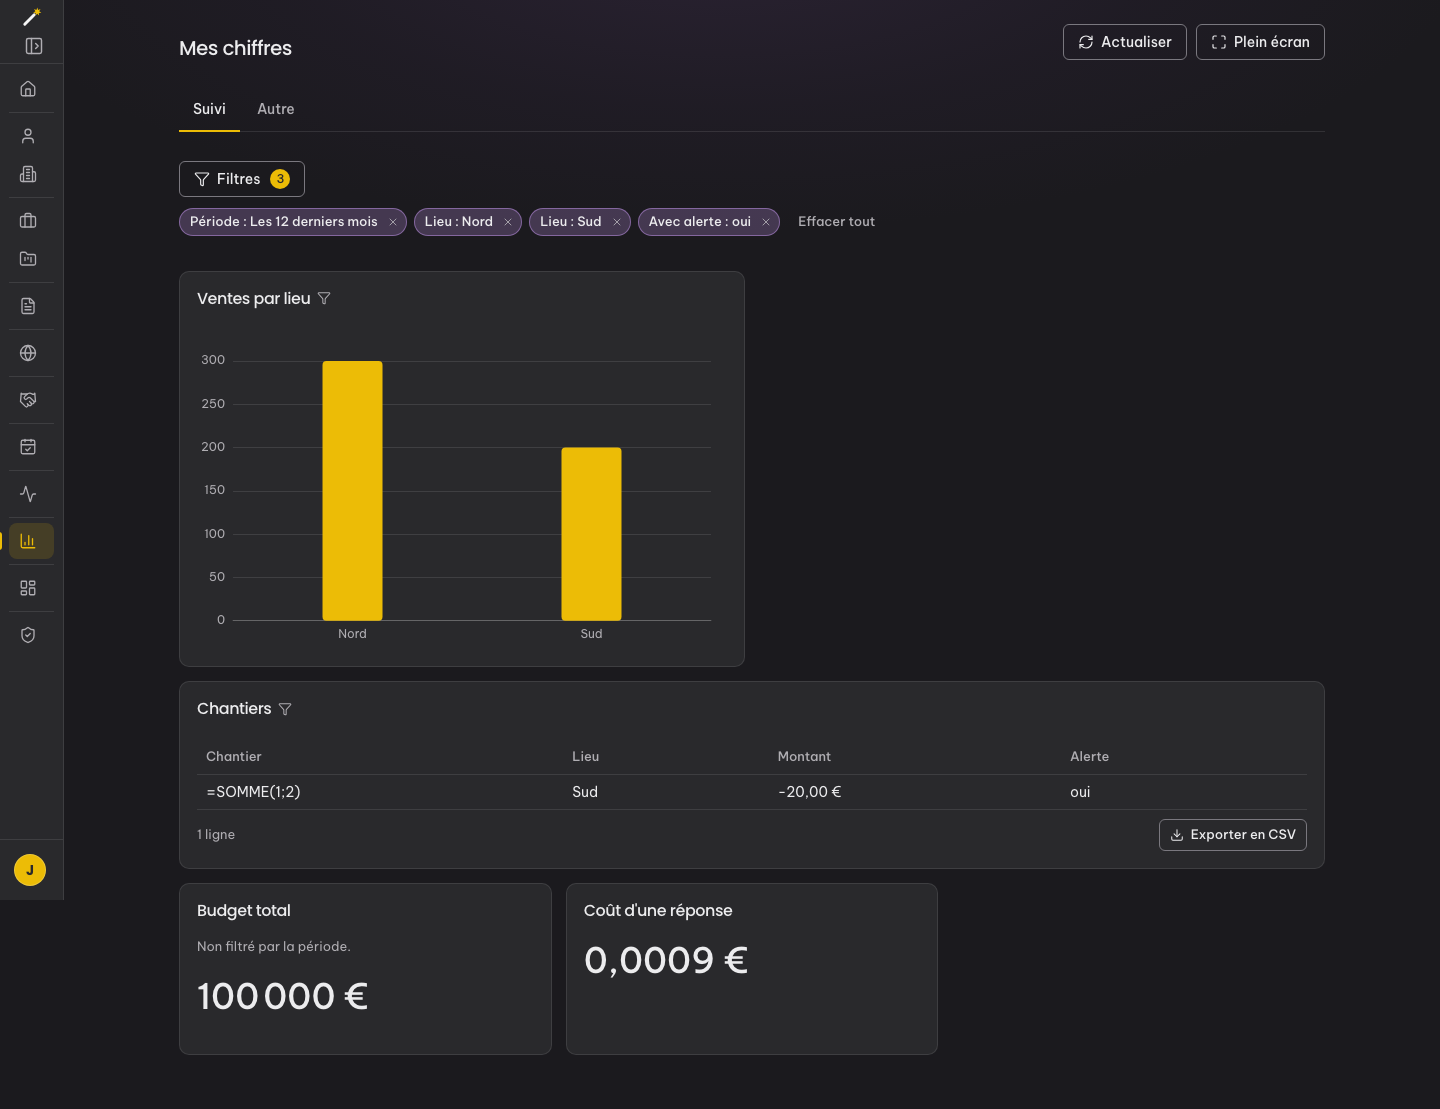 Mes chiffres
Actualiser
Plein écran
Suivi
Autre
Filtres 3
Période : Les 12 derniers mois
Lieu : Nord
Lieu : Sud
Avec alerte : oui
Effacer tout
Ventes par lieu
300
250
200
150
100
50
0
Nord
Sud
Chantiers
Chantier Lieu Montant Alerte
=SOMME(1;2) Sud -20,00 € oui
1 ligne
Exporter en CSV
J
Budget total
Non filtré par la période.
100 000 €
Coût d'une réponse
0,0009 €